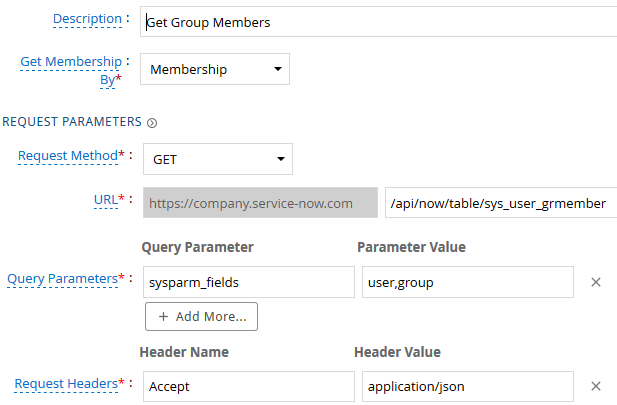 Description :
Get Group Members
Get Membership By* :
Membership
REQUEST PARAMETERS
Request Method* :
GET
URL* :
https://company.service-now.com
/api/now/table/sys_user_grmember
Query Parameter Parameter Value
Query Parameters* :
sysparm_fields
user,group
+ Add More...
Header Name Header Value
Request Headers* :
Accept
application/json